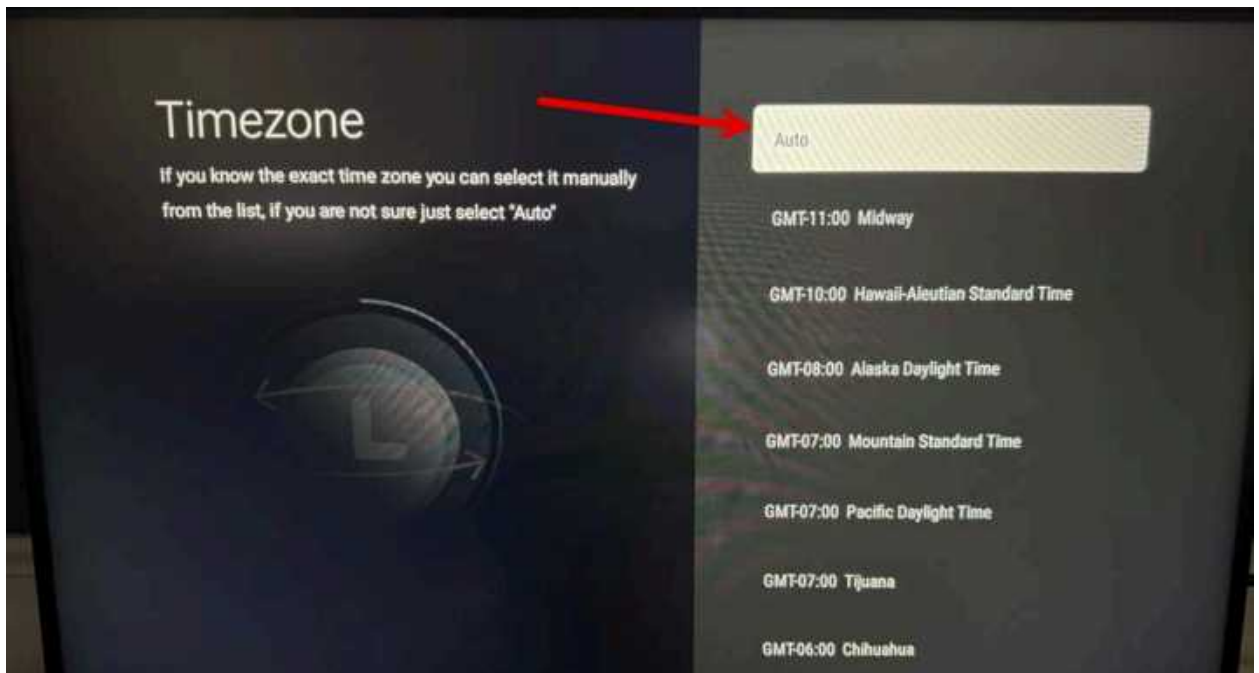 Timezone
If you know the exact time zone you can select it manually
from the list, if you are not sure just select "Auto"
Auto
GMT-11:00 Midway
GMT-10:00 Hawaii-Aleutian Standard Time
GMT-08:00 Alaska Daylight Time
GMT-07:00 Mountain Standard Time
GMT-07:00 Pacific Daylight Time
GMT-07:00 Tijuana
GMT-06:00 Chihuahua